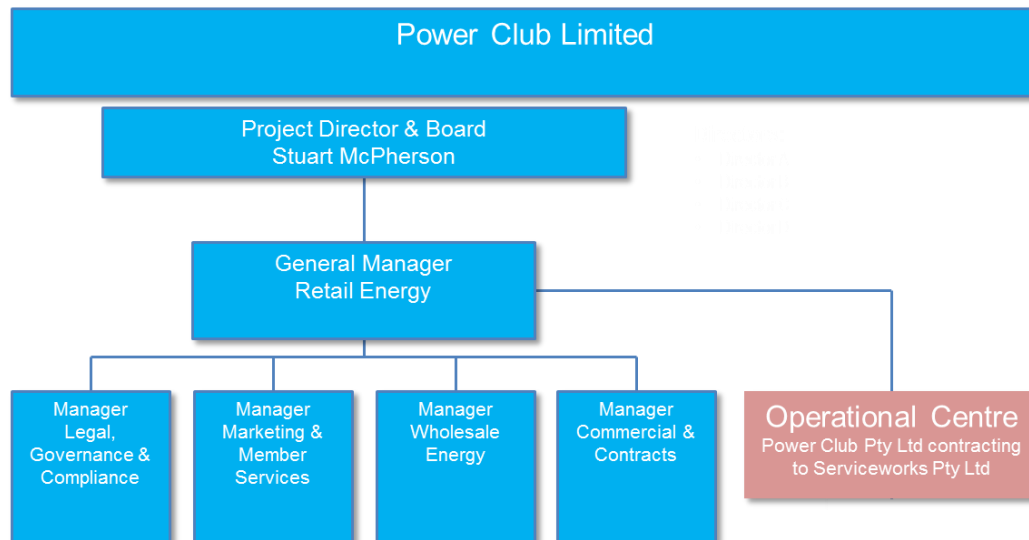 Power Club Limited
Project Director & Board
Stuart McPherson
General Manager
Retail Energy
Manager
Legal,
Governance &
Compliance
Manager
Marketing &
Member
Services
Manager
Wholesale
Energy
Manager
Commercial &
Contracts
Operational Centre
Power Club Pty Ltd contracting
to Serviceworks Pty Ltd